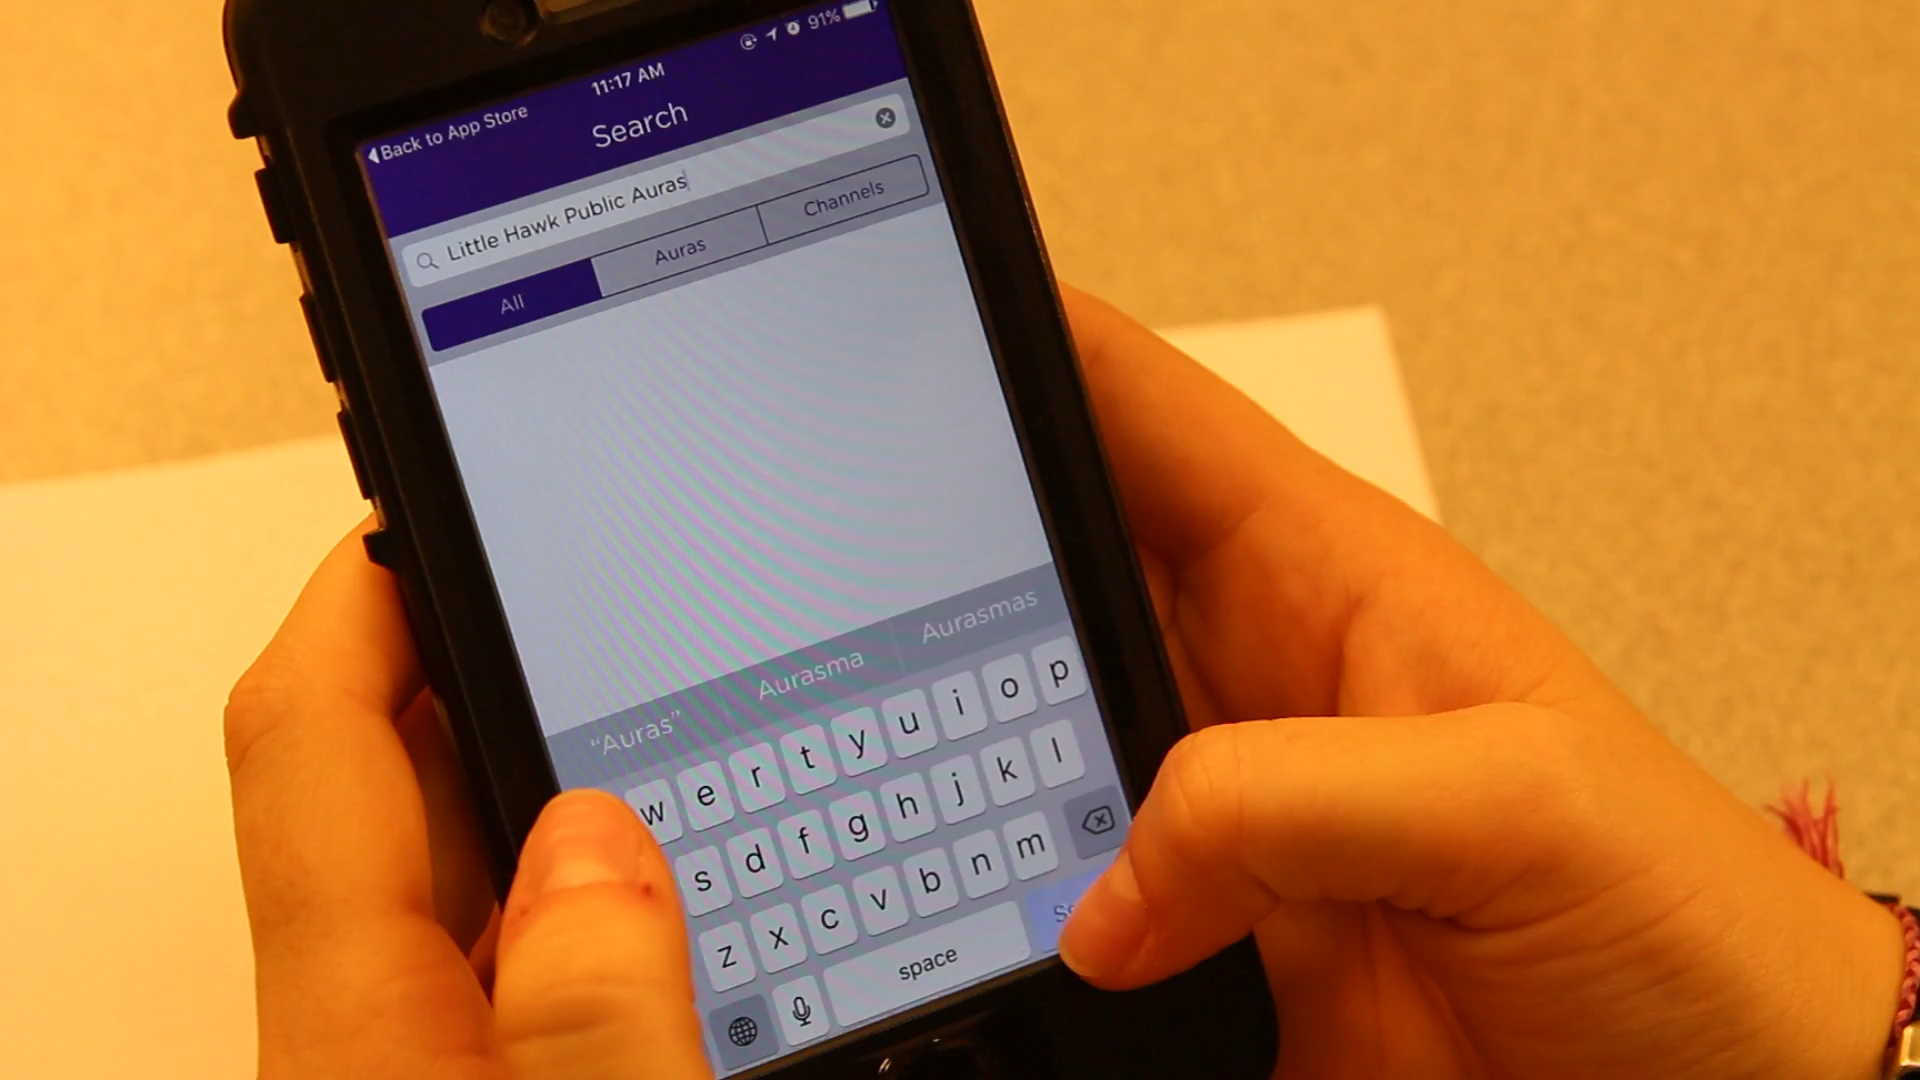 91%
11:17 AM
Back to App Store
Search
Little Hawk Public Auras
All Auras Channels
“Auras” Aurasma Aurasmas
w e r t y u i o p
s d f g h j k l
z x c v b n m
space